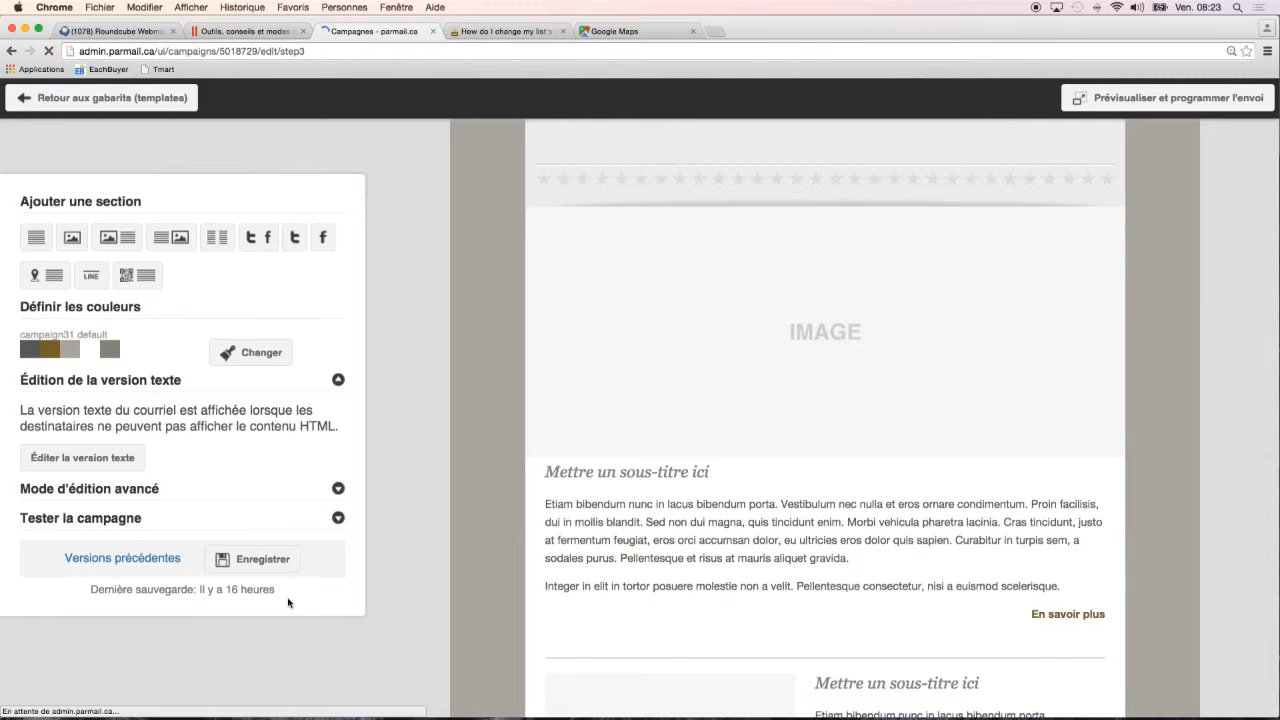 Chrome Fichier Modifier Afficher Historique Favoris Personnes Fenêtre Aide
Ven. 08:23
(1078) Roundcube Webma
Outils, conseils et modes d
Campagnes - parmail.ca
How do I change my list's
Google Maps
admin.parmail.ca/ui/campaigns/5018729/edit/step3
Applications EachBuyer Tmart
Retour aux gabarits (templates)
Prévisualiser et programmer l'envoi
Ajouter une section
LINE
Définir les couleurs
campaign31 default
Changer
Édition de la version texte
La version texte du courriel est affichée lorsque les
destinataires ne peuvent pas afficher le contenu HTML.
Éditer la version texte
Mode d'édition avancé
Tester la campagne
Versions précédentes
Enregistrer
Dernière sauvegarde: Il y a 16 heures
En attente de admin.parmail.ca...
IMAGE
Mettre un sous-titre ici
Etiam bibendum nunc in lacus bibendum porta. Vestibulum nec nulla et eros ornare condimentum. Proin facilisis,
dui in mollis blandit. Sed non dui magna, quis tincidunt enim. Morbi vehicula pharetra lacinia. Cras tincidunt, justo
at fermentum feugiat, eros orci accumsan dolor, eu ultricies eros dolor quis sapien. Curabitur in turpis sem, a
sodales purus. Pellentesque et risus at mauris aliquet gravida.
Integer in elit in tortor posuere molestie non a velit. Pellentesque consectetur, nisi a euismod scelerisque.
En savoir plus
Mettre un sous-titre ici
Etiam bibendum nunc in lacus bibendum porta.